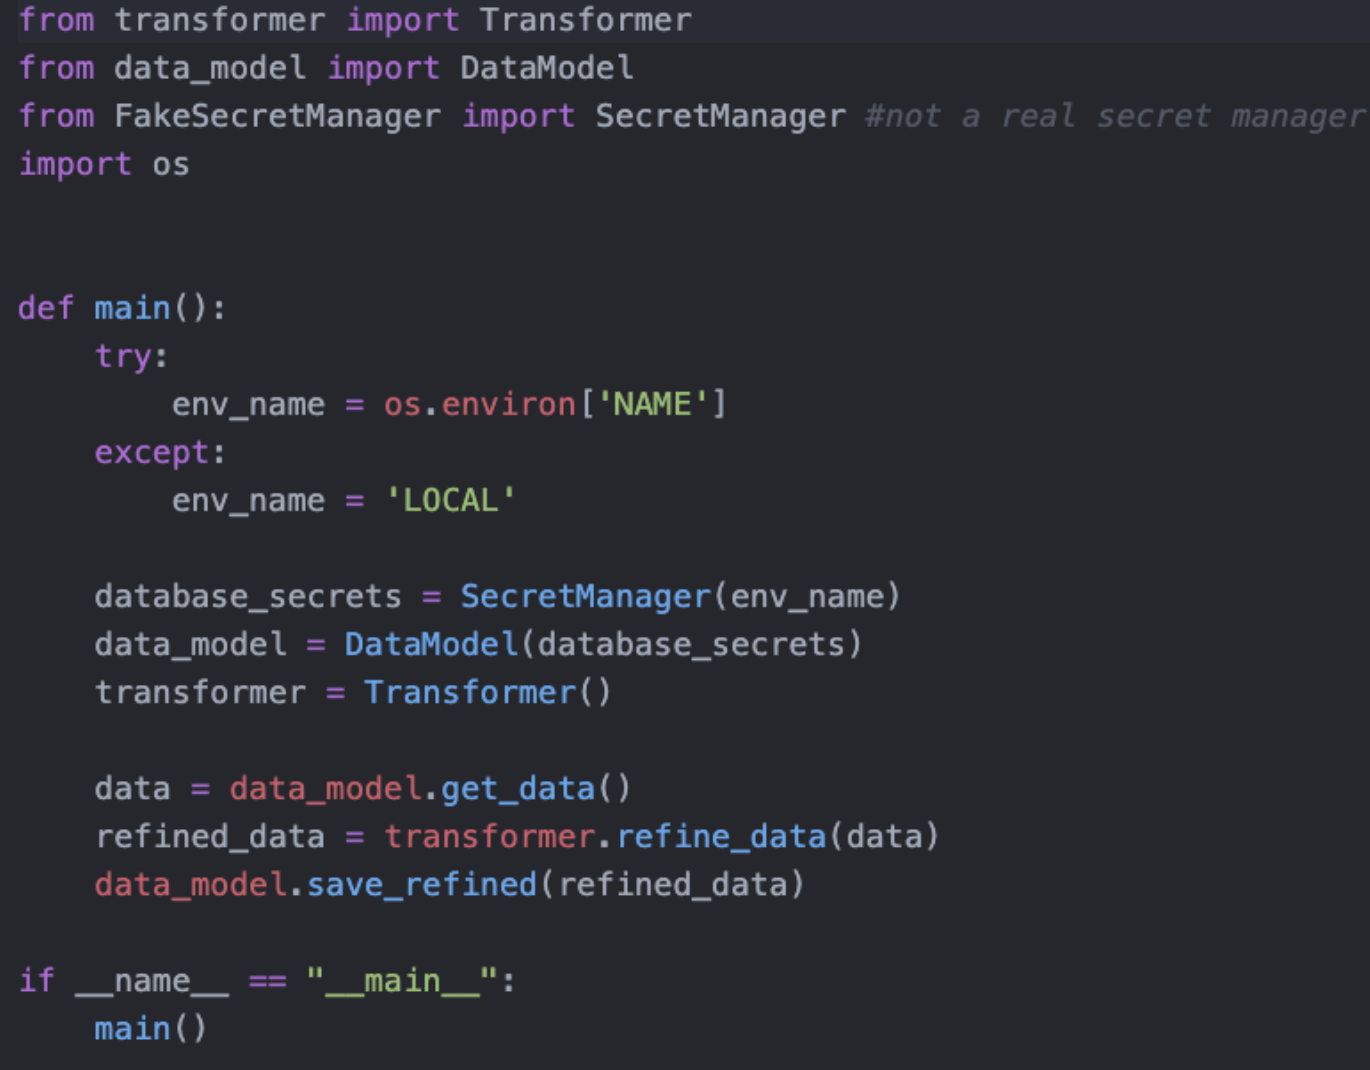 from transformer import Transformer
from data_model import DataModel
from FakeSecretManager import SecretManager #not a real secret manager
import os
def main():
    try:
        env_name = os.environ['NAME']
    except:
        env_name = 'LOCAL'
    database_secrets = SecretManager(env_name)
    data_model = DataModel(database_secrets)
    transformer = Transformer()
    data = data_model.get_data()
    refined_data = transformer.refine_data(data)
    data_model.save_refined(refined_data)
if __name__ == "__main__":
    main()